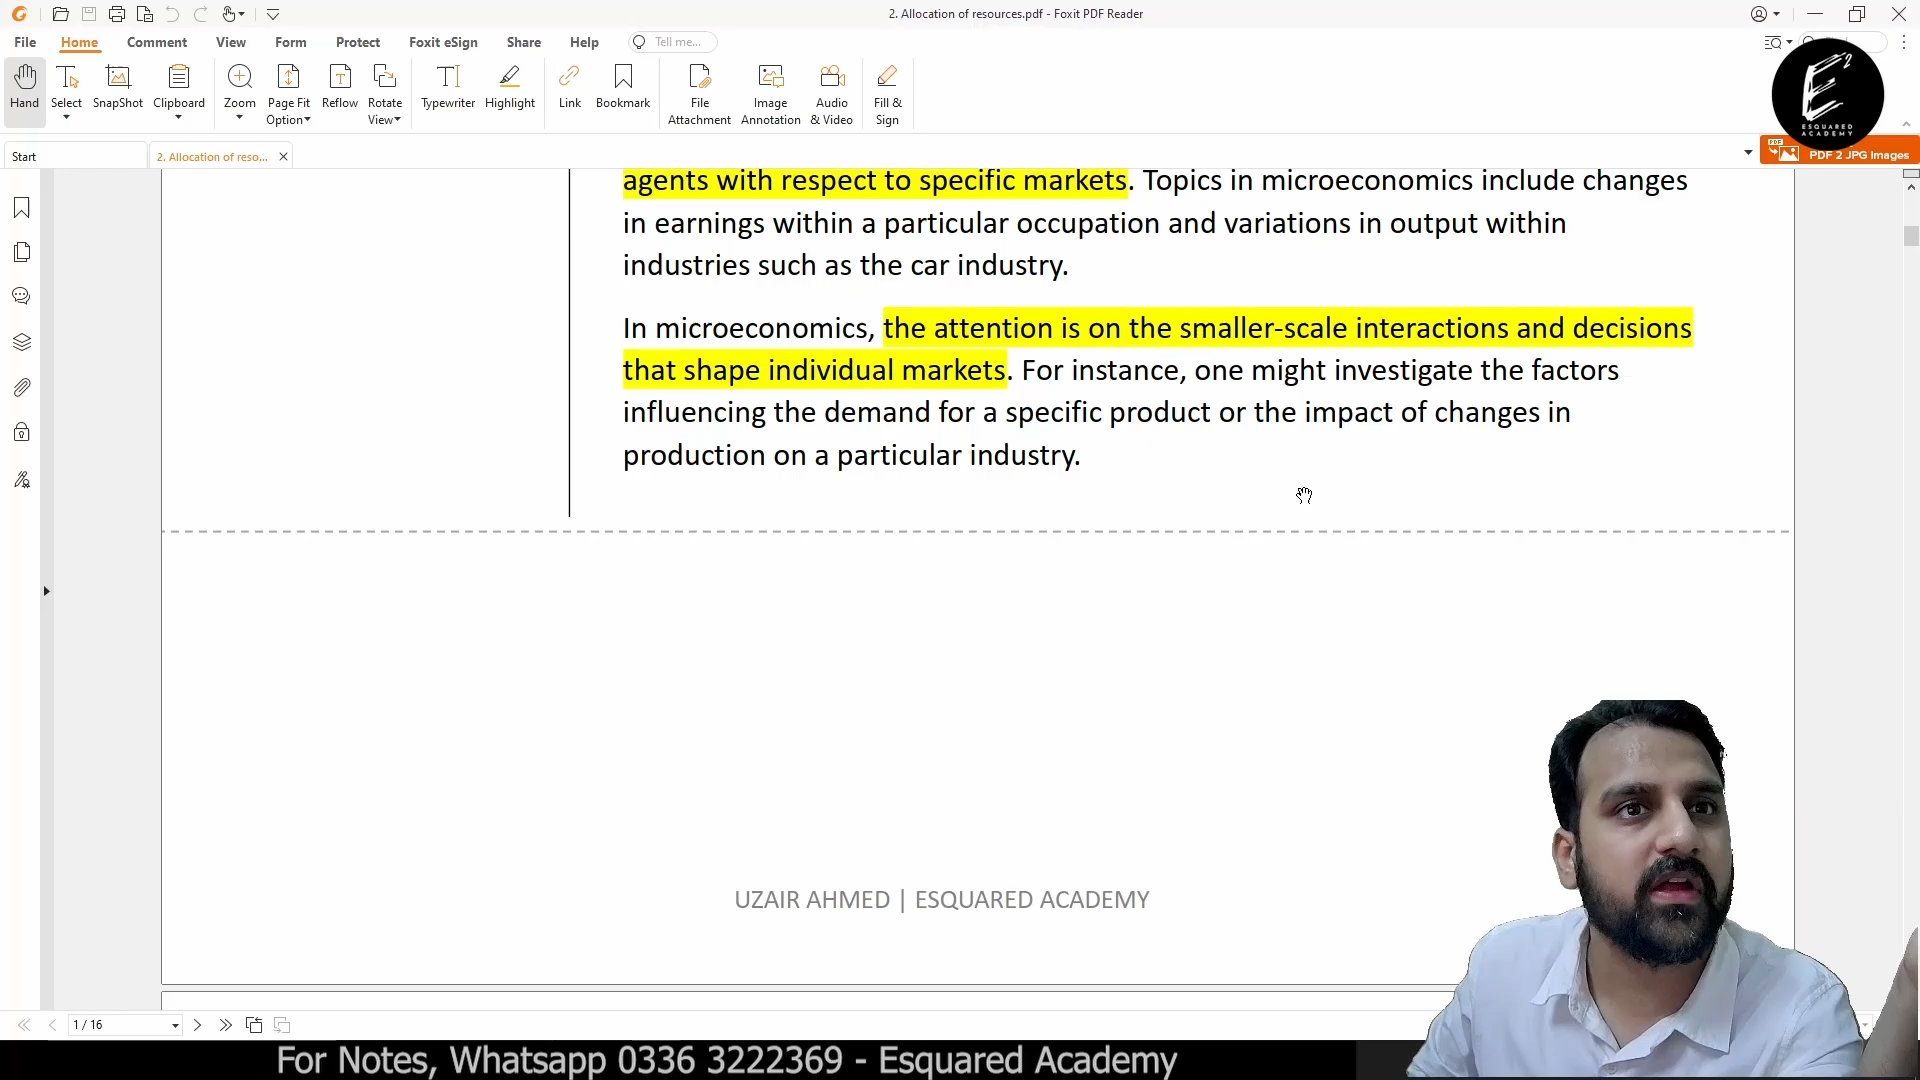 2. Allocation of resources.pdf - Foxit PDF Reader
File Home Comment View Form Protect Foxit eSign Share Help Tell me...
Hand Select SnapShot Clipboard Zoom Page Fit Option Reflow Rotate View Typewriter Highlight Link Bookmark File Attachment Image Annotation Audio & Video Fill & Sign
E2
ESQUARED
ACADEMY
Start 2. Allocation of reso... PDF 2 JPG Images
agents with respect to specific markets. Topics in microeconomics include changes
in earnings within a particular occupation and variations in output within
industries such as the car industry.
In microeconomics, the attention is on the smaller-scale interactions and decisions
that shape individual markets. For instance, one might investigate the factors
influencing the demand for a specific product or the impact of changes in
production on a particular industry.
UZAIR AHMED | ESQUARED ACADEMY
1 / 16
For Notes, Whatsapp 0336 3222369 - Esquared Academy